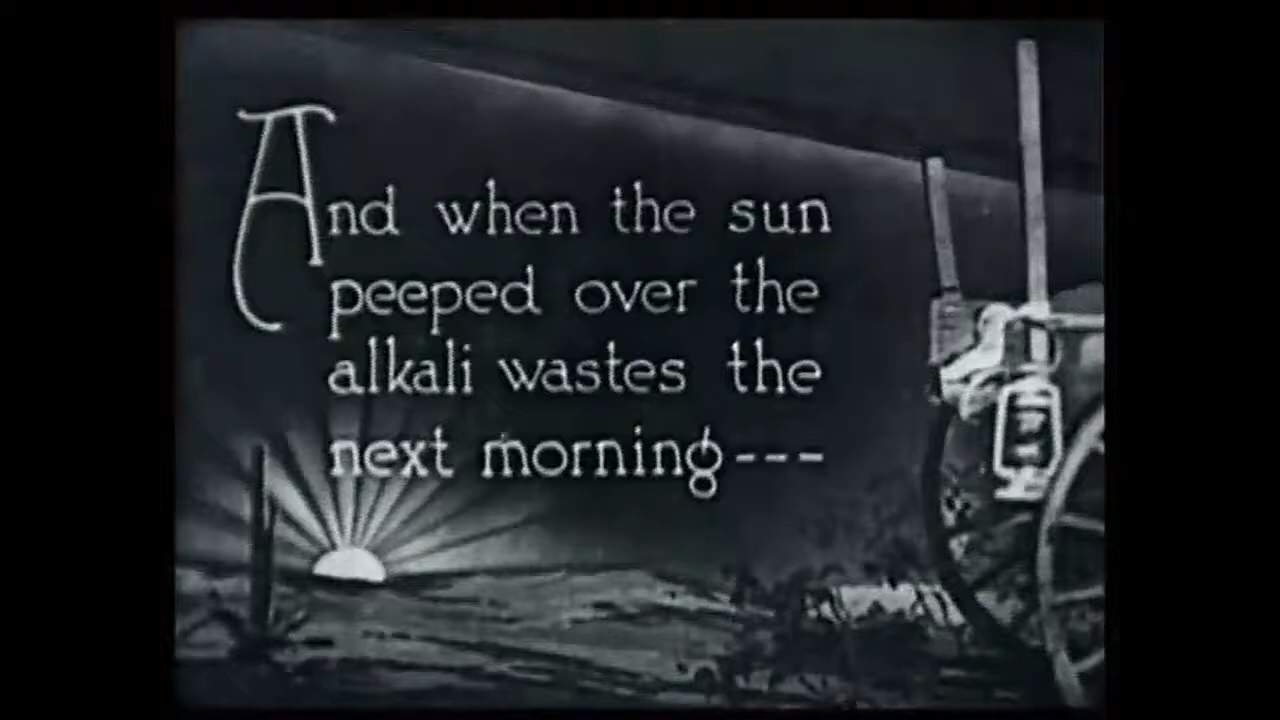 And when the sun
peeped over the
alkali wastes the
next morning---